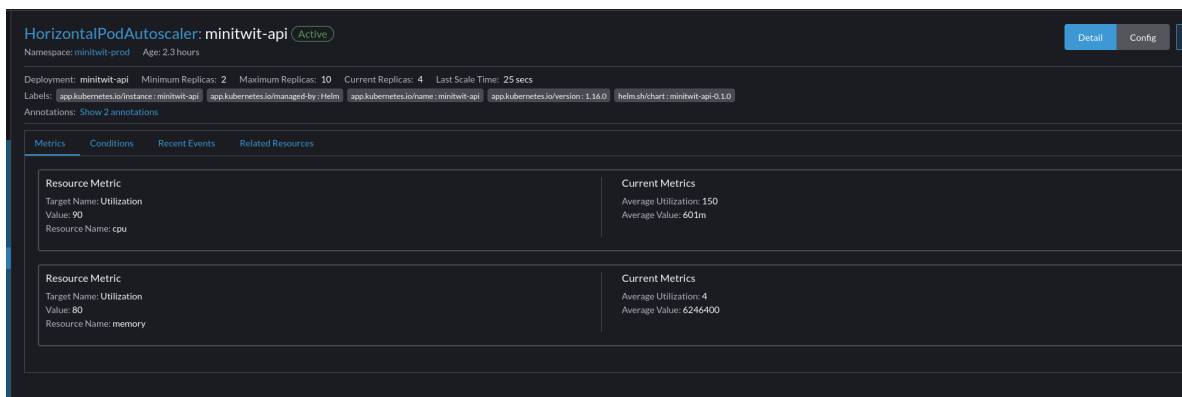 HorizontalPodAutoscaler: minitwit-api Active
Detail Config
Namespace: minitwit-prod Age: 2.3 hours
Deployment: minitwit-api Minimum Replicas: 2 Maximum Replicas: 10 Current Replicas: 4 Last Scale Time: 25 secs
Labels: app.kubernetes.io/instance : minitwit-api app.kubernetes.io/managed-by : Helm app.kubernetes.io/name : minitwit-api app.kubernetes.io/version : 1.16.0 helm.sh/chart : minitwit-api-0.1.0
Annotations: Show 2 annotations
Metrics Conditions Recent Events Related Resources
Resource Metric
Target Name: Utilization
Value: 90
Resource Name: cpu
Current Metrics
Average Utilization: 150
Average Value: 601m
Resource Metric
Target Name: Utilization
Value: 80
Resource Name: memory
Current Metrics
Average Utilization: 4
Average Value: 6246400